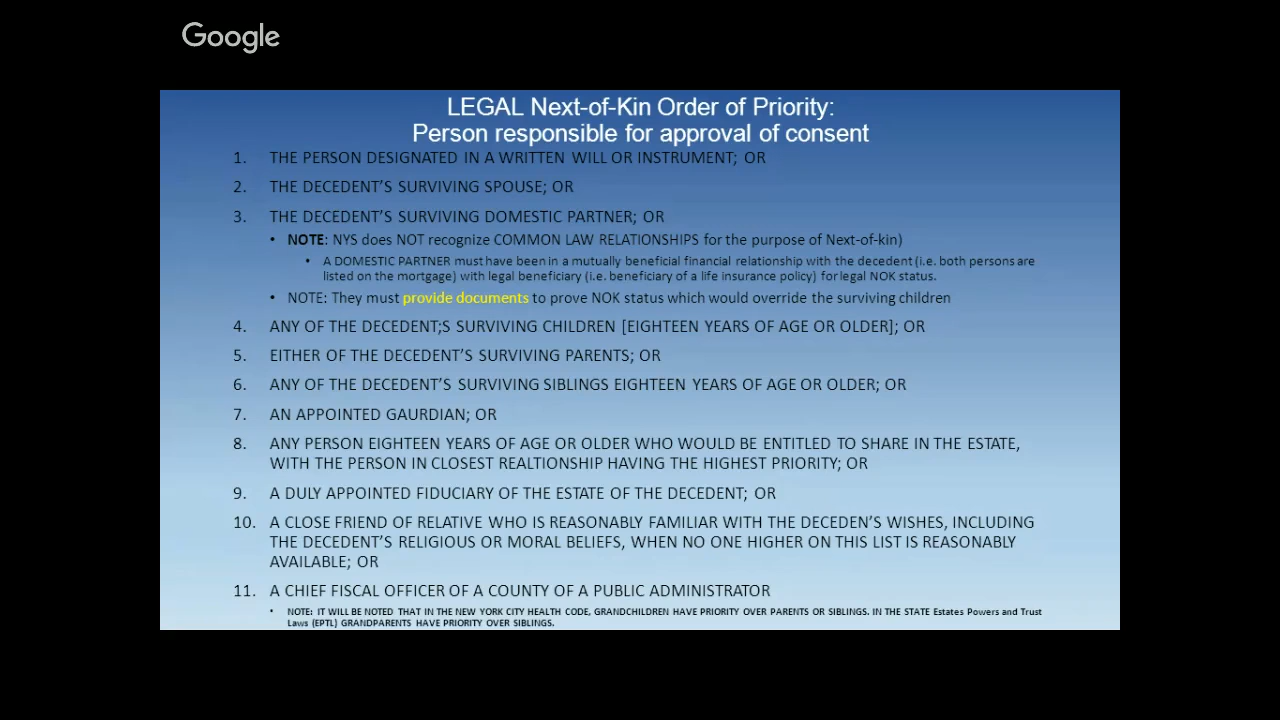 Google
LEGAL Next-of-Kin Order of Priority:
Person responsible for approval of consent
1. THE PERSON DESIGNATED IN A WRITTEN WILL OR INSTRUMENT; OR
2. THE DECEDENT'S SURVIVING SPOUSE; OR
3. THE DECEDENT'S SURVIVING DOMESTIC PARTNER; OR
• NOTE: NYS does NOT recognize COMMON LAW RELATIONSHIPS for the purpose of Next-of-kin)
• A DOMESTIC PARTNER must have been in a mutually beneficial financial relationship with the decedent (i.e. both persons are
listed on the mortgage) with legal beneficiary (i.e. beneficiary of a life insurance policy) for legal NOK status.
• NOTE: They must provide documents to prove NOK status which would override the surviving children
4. ANY OF THE DECEDENT;S SURVIVING CHILDREN [EIGHTEEN YEARS OF AGE OR OLDER]; OR
5. EITHER OF THE DECEDENT'S SURVIVING PARENTS; OR
6. ANY OF THE DECEDENT'S SURVIVING SIBLINGS EIGHTEEN YEARS OF AGE OR OLDER; OR
7. AN APPOINTED GAURDIAN; OR
8. ANY PERSON EIGHTEEN YEARS OF AGE OR OLDER WHO WOULD BE ENTITLED TO SHARE IN THE ESTATE,
WITH THE PERSON IN CLOSEST REALTIONSHIP HAVING THE HIGHEST PRIORITY; OR
9. A DULY APPOINTED FIDUCIARY OF THE ESTATE OF THE DECEDENT; OR
10. A CLOSE FRIEND OF RELATIVE WHO IS REASONABLY FAMILIAR WITH THE DECEDEN'S WISHES, INCLUDING
THE DECEDENT'S RELIGIOUS OR MORAL BELIEFS, WHEN NO ONE HIGHER ON THIS LIST IS REASONABLY
AVAILABLE; OR
11. A CHIEF FISCAL OFFICER OF A COUNTY OF A PUBLIC ADMINISTRATOR
• NOTE: IT WILL BE NOTED THAT IN THE NEW YORK CITY HEALTH CODE, GRANDCHILDREN HAVE PRIORITY OVER PARENTS OR SIBLINGS. IN THE STATE Estates Powers and Trust
Laws (EPTL) GRANDPARENTS HAVE PRIORITY OVER SIBLINGS.